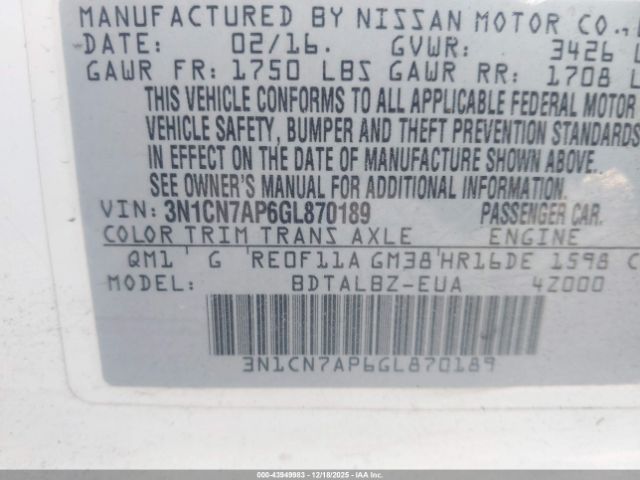 MANUFACTURED BY NISSAN MOTOR CO.,
DATE: 02/16. GVWR: 3426
GAWR FR: 1750 LBS GAWR RR: 1708 L
THIS VEHICLE CONFORMS TO ALL APPLICABLE FEDERAL MOTOR
VEHICLE SAFETY, BUMPER AND THEFT PREVENTION STANDARDS
IN EFFECT ON THE DATE OF MANUFACTURE SHOWN ABOVE.
SEE OWNER'S MANUAL FOR ADDITIONAL INFORMATION
VIN: 3N1CN7AP6GL870189 PASSENGER CAR.
COLOR TRIM TRANS AXLE ENGINE
QM1 G RE0F11A GM38 HR16DE 1598 C
MODEL: BDTALBZ-EUA 4Z000
3N1CN7AP6GL870189
000-43949983 - 12/18/2025 - IAAI. COPART